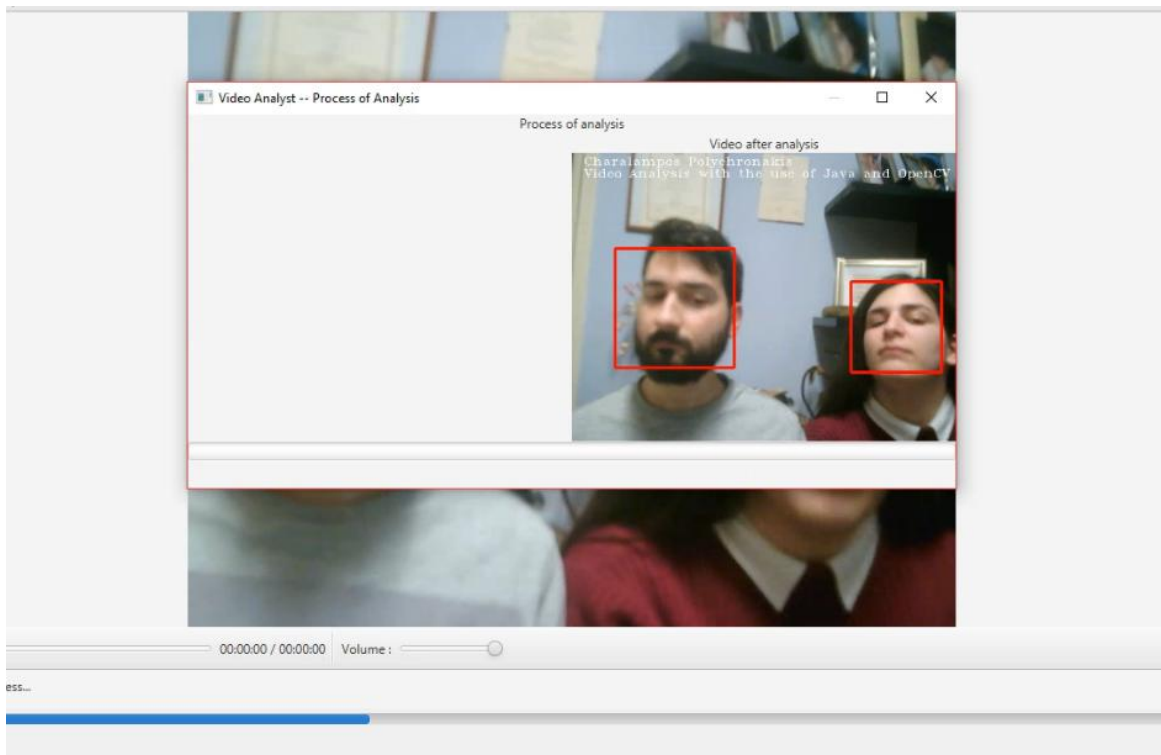 Video Analyst -- Process of Analysis
Process of analysis
Video after analysis
Charalampos Polychronakis
Video Analysis with the use of Java and OpenCV
00:00:00 / 00:00:00 Volume :
ess...